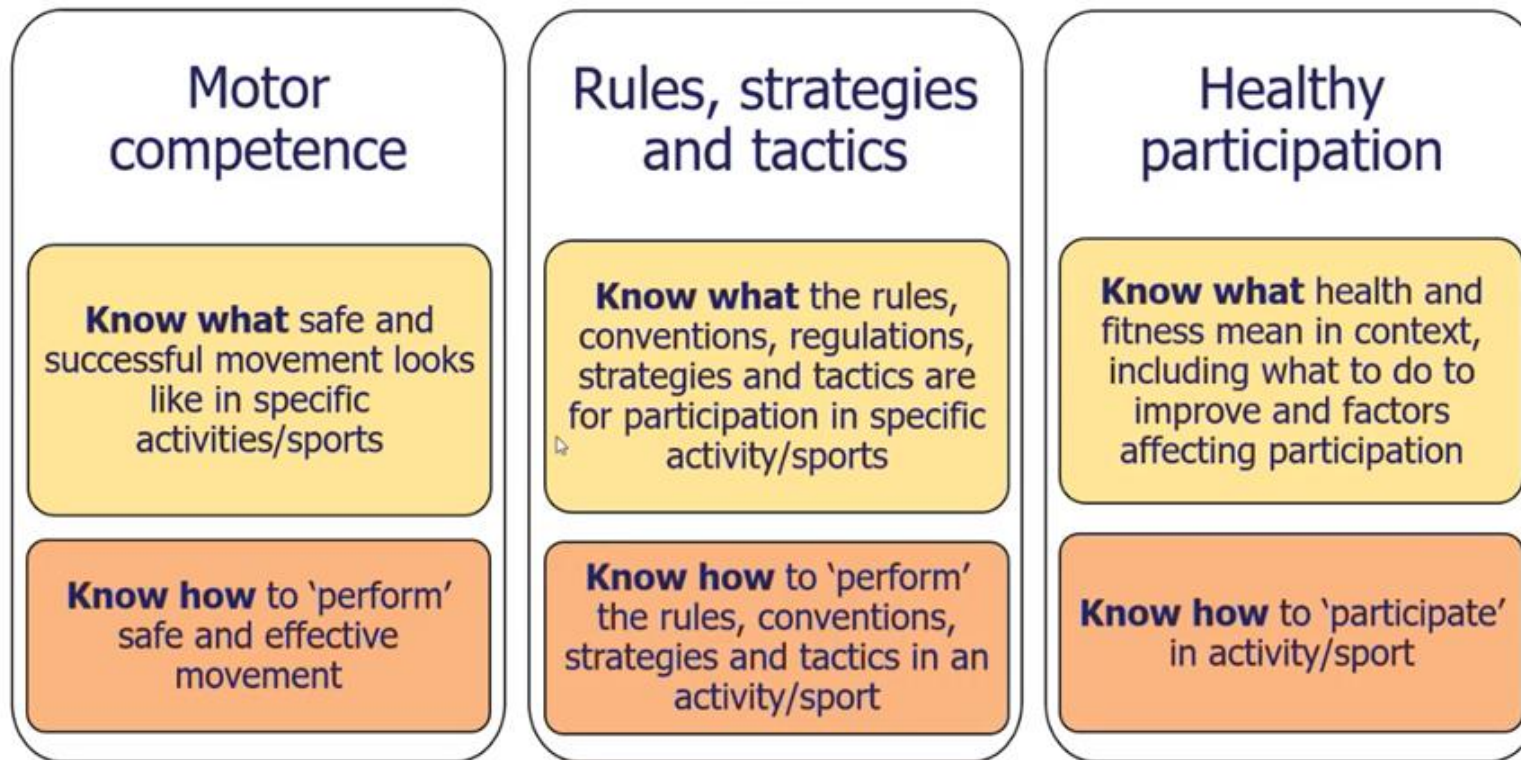 Motor
competence
Know what safe and
successful movement looks
like in specific
activities/sports
Know how to ‘perform’
safe and effective
movement
Rules, strategies
and tactics
Know what the rules,
conventions, regulations,
strategies and tactics are
for participation in specific
activity/sports
Know how to ‘perform’
the rules, conventions,
strategies and tactics in an
activity/sport
Healthy
participation
Know what health and
fitness mean in context,
including what to do to
improve and factors
affecting participation
Know how to ‘participate’
in activity/sport